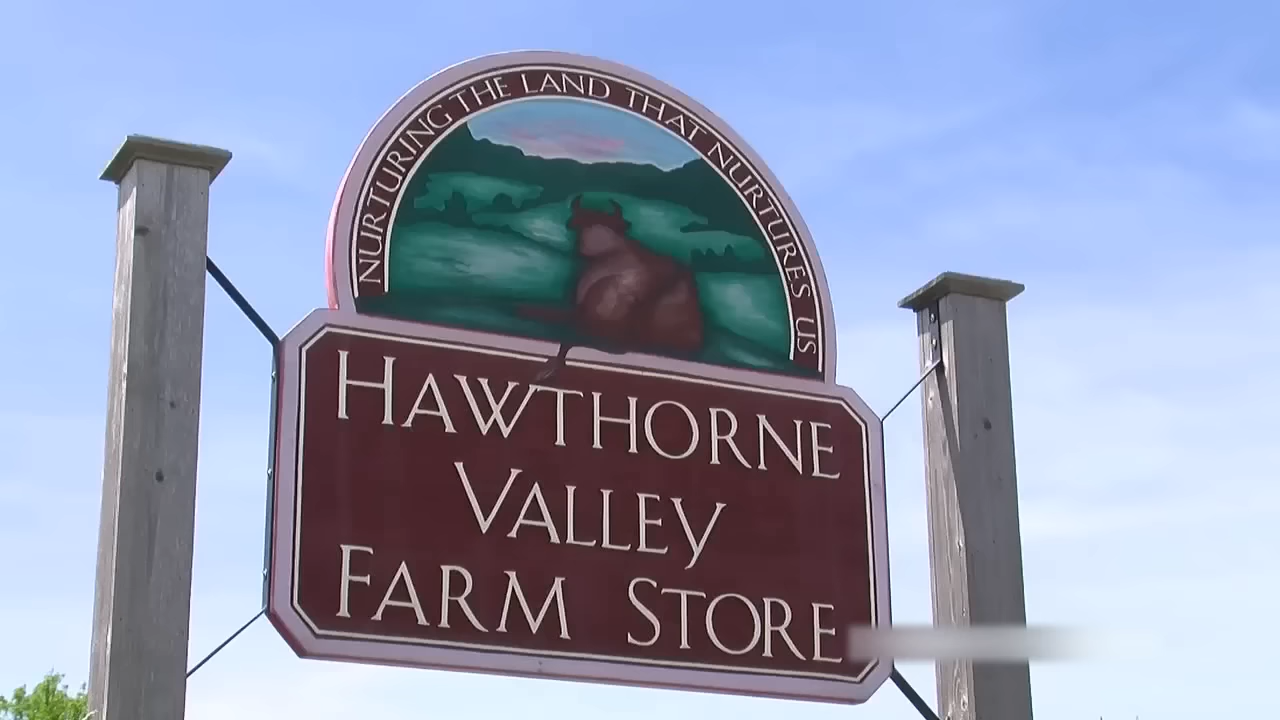 NURTURING THE LAND THAT NURTURES US
HAWTHORNE
VALLEY
FARM STORE